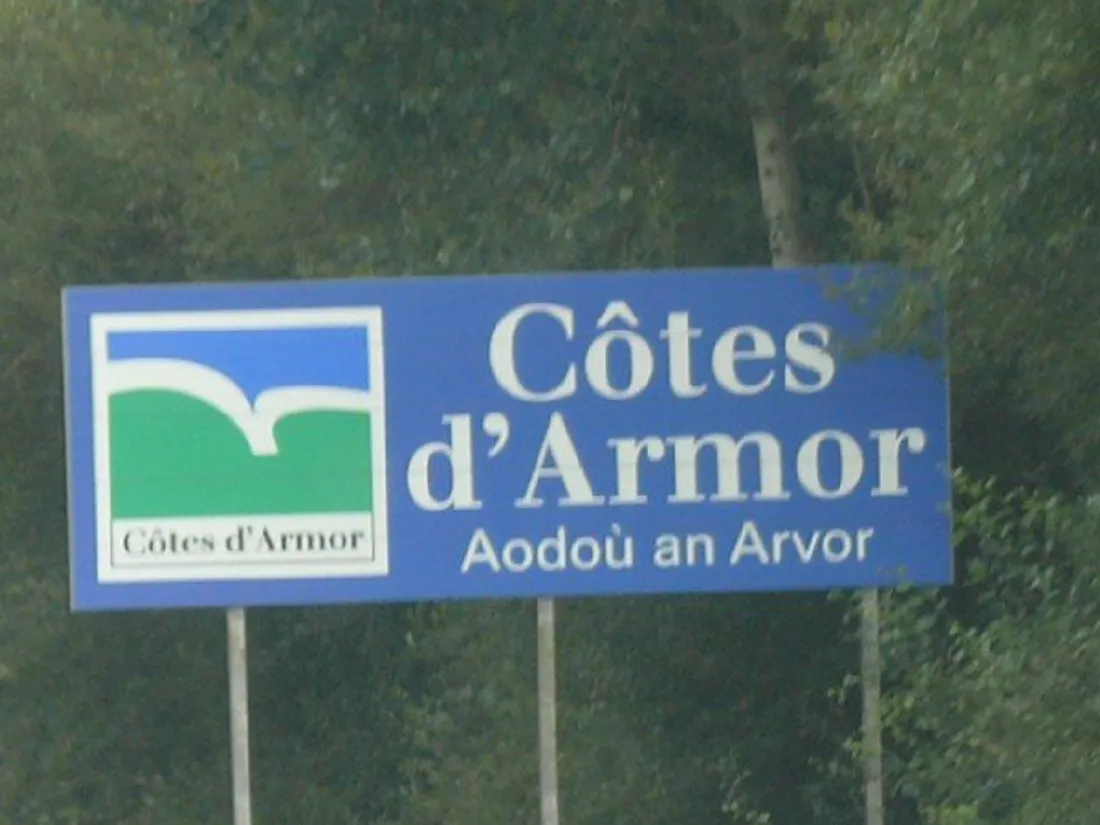 Côtes
d'Armor
Aodoù an Arvor
Côtes d'Armor